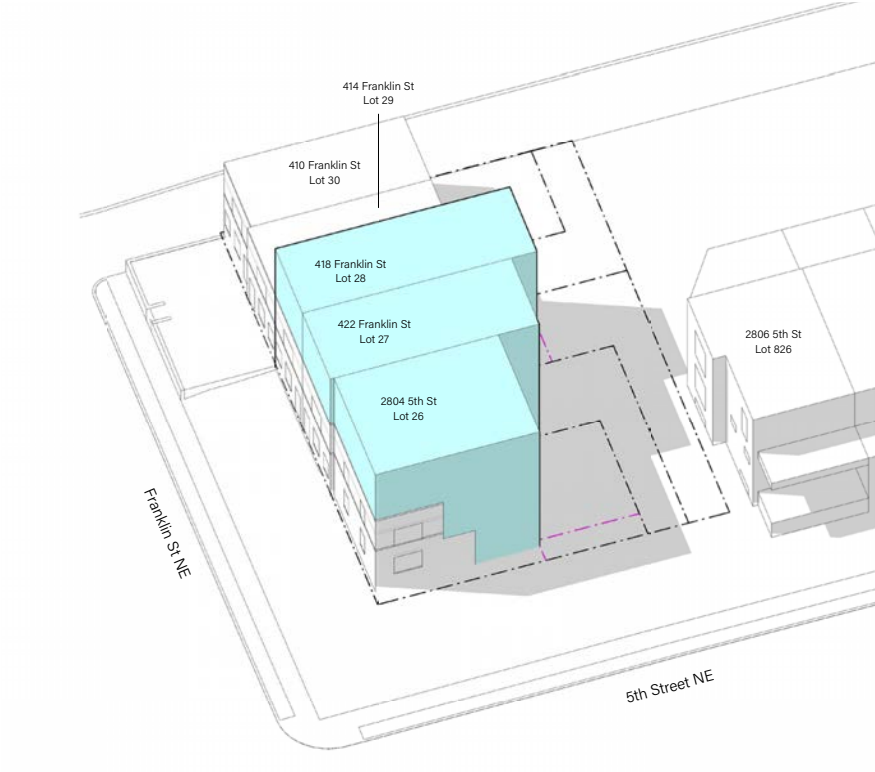 414 Franklin St
Lot 29
410 Franklin St
Lot 30
418 Franklin St
Lot 28
422 Franklin St
Lot 27
2806 5th St
Lot 826
2804 5th St
Lot 26
Franklin St NE
5th Street NE